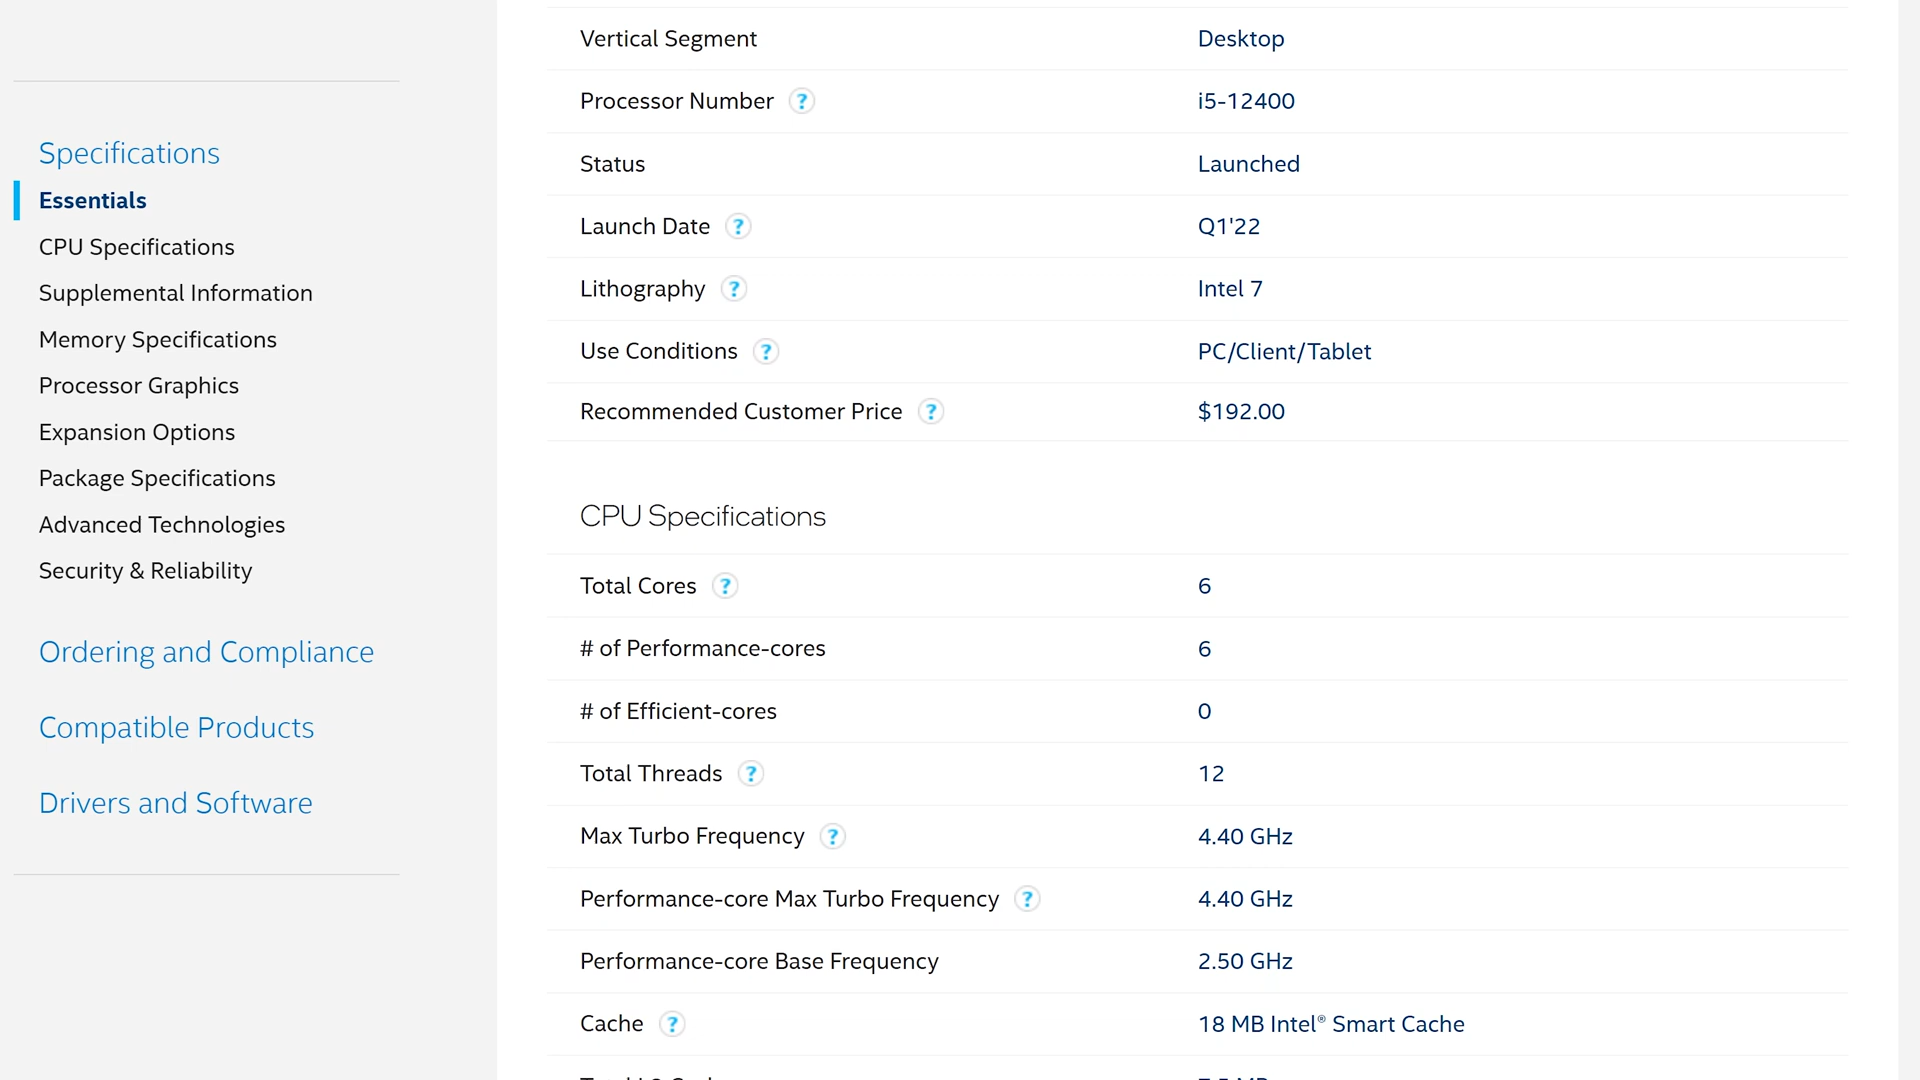 Specifications
Essentials
CPU Specifications
Supplemental Information
Memory Specifications
Processor Graphics
Expansion Options
Package Specifications
Advanced Technologies
Security & Reliability
Ordering and Compliance
Compatible Products
Drivers and Software
Vertical Segment Desktop
Processor Number ? i5-12400
Status Launched
Launch Date ? Q1'22
Lithography ? Intel 7
Use Conditions ? PC/Client/Tablet
Recommended Customer Price ? $192.00
CPU Specifications
Total Cores ? 6
# of Performance-cores 6
# of Efficient-cores 0
Total Threads ? 12
Max Turbo Frequency ? 4.40 GHz
Performance-core Max Turbo Frequency ? 4.40 GHz
Performance-core Base Frequency 2.50 GHz
Cache ? 18 MB Intel® Smart Cache